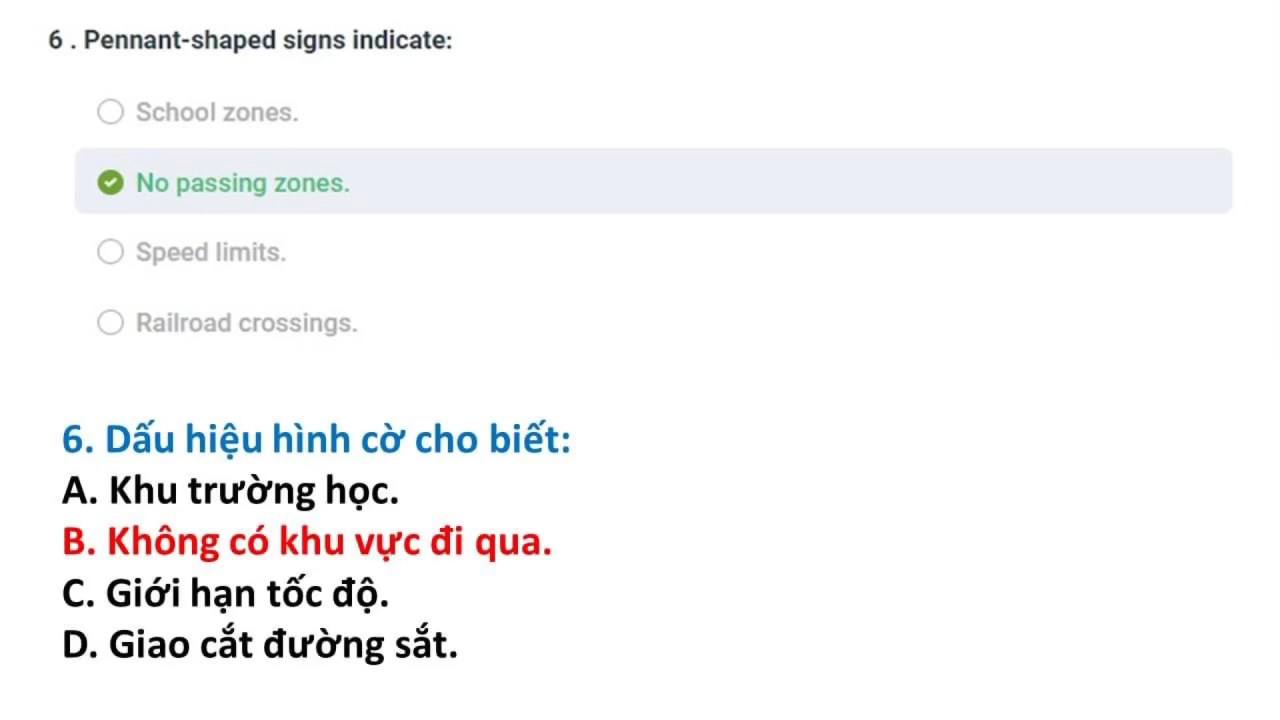 6 . Pennant-shaped signs indicate:
School zones.
No passing zones.
Speed limits.
Railroad crossings.
6. Dấu hiệu hình cờ cho biết:
A. Khu trường học.
B. Không có khu vực đi qua.
C. Giới hạn tốc độ.
D. Giao cắt đường sắt.